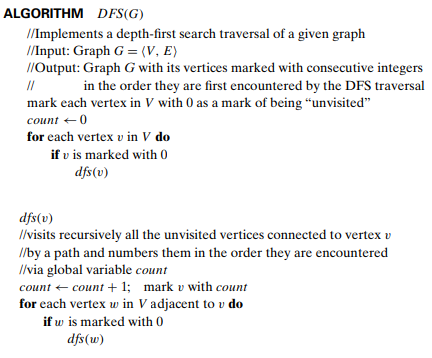 ALGORITHM DFS(G)
//Implements a depth-first search traversal of a given graph
//Input: Graph G = ⟨V, E⟩
//Output: Graph G with its vertices marked with consecutive integers
// in the order they are first encountered by the DFS traversal
mark each vertex in V with 0 as a mark of being “unvisited”
count ← 0
for each vertex v in V do
if v is marked with 0
dfs(v)
dfs(v)
//visits recursively all the unvisited vertices connected to vertex v
//by a path and numbers them in the order they are encountered
//via global variable count
count ← count + 1; mark v with count
for each vertex w in V adjacent to v do
if w is marked with 0
dfs(w)